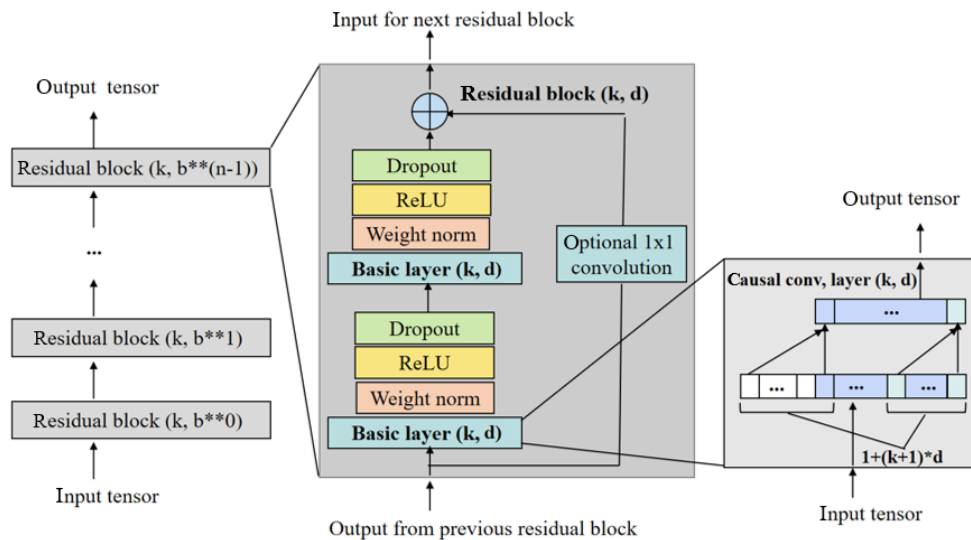 Output tensor
Residual block (k, b**(n-1))
...
Residual block (k, b**1)
Residual block (k, b**0)
Input tensor
Input for next residual block
Residual block (k, d)
Dropout
ReLU
Weight norm
Basic layer (k, d)
Dropout
ReLU
Weight norm
Basic layer (k, d)
Optional 1x1
convolution
Output from previous residual block
Output tensor
Causal conv, layer (k, d)
...
... ... ...
1+(k+1)*d
Input tensor